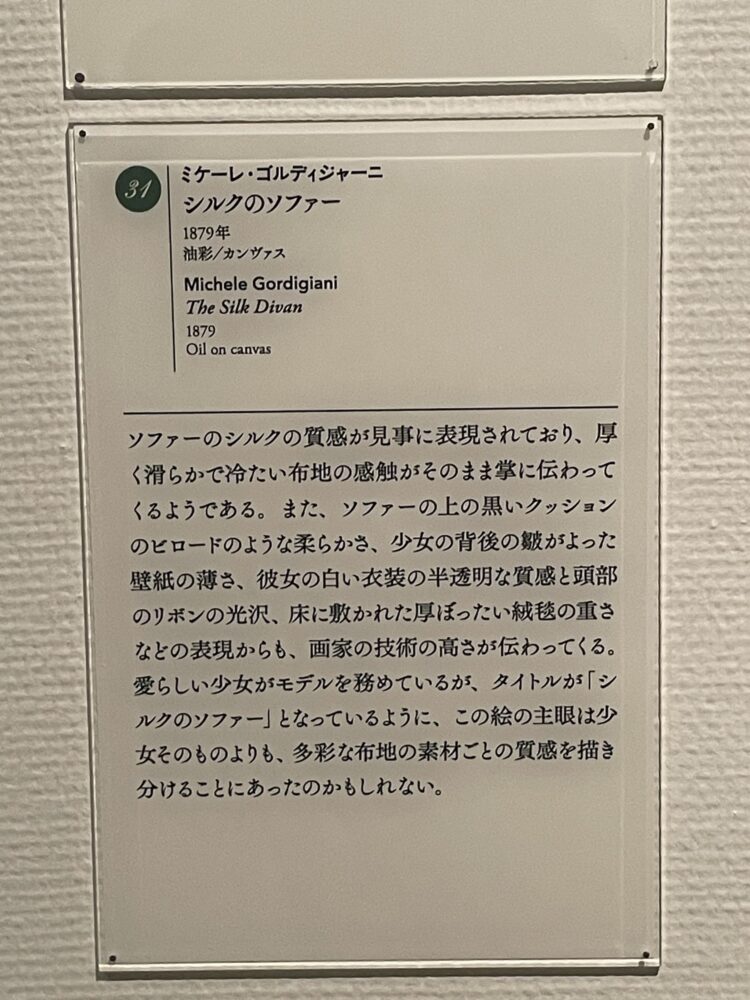 31
ミケーレ・ゴルディジャーニ
シルクのソファー
1879年
油彩/カンヴァス
Michele Gordigiani
The Silk Divan
1879
Oil on canvas
ソファーのシルクの質感が見事に表現されており、厚
く滑らかで冷たい布地の感触がそのまま掌に伝わって
くるようである。また、ソファーの上の黒いクッション
のビロードのような柔らかさ、少女の背後の皺がよった
壁紙の薄さ、彼女の白い衣装の半透明な質感と頭部
のリボンの光沢、床に敷かれた厚ぼったい絨毯の重さ
などの表現からも、画家の技術の高さが伝わってくる。
愛らしい少女がモデルを務めているが、タイトルが「シ
ルクのソファー」となっているように、この絵の主眼は少
女そのものよりも、多彩な布地の素材ごとの質感を描き
分けることにあったのかもしれない。